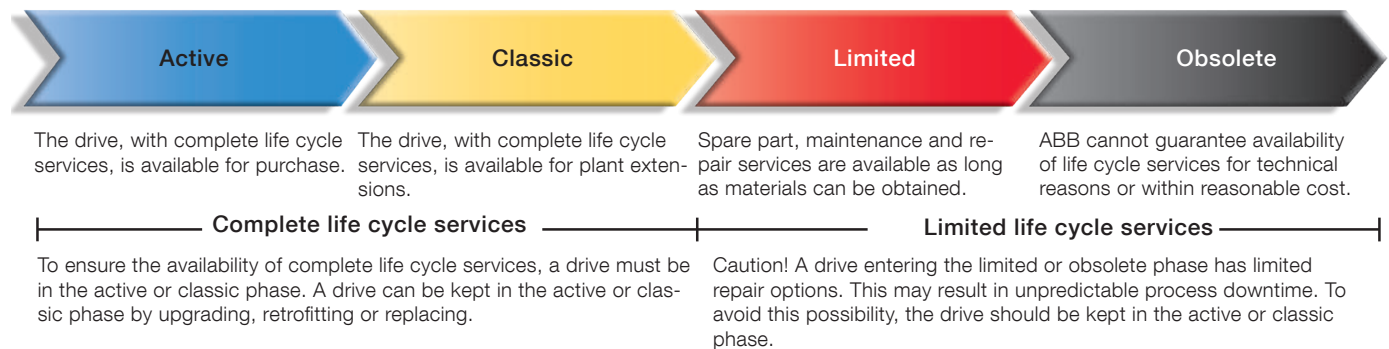 Active
Classic
Limited
Obsolete
The drive, with complete life cycle
services, is available for purchase.
The drive, with complete life cycle
services, is available for plant exten-
sions.
Spare part, maintenance and re-
pair services are available as long
as materials can be obtained.
ABB cannot guarantee availability
of life cycle services for technical
reasons or within reasonable cost.
Complete life cycle services
Limited life cycle services
To ensure the availability of complete life cycle services, a drive must be
in the active or classic phase. A drive can be kept in the active or clas-
sic phase by upgrading, retrofitting or replacing.
Caution! A drive entering the limited or obsolete phase has limited
repair options. This may result in unpredictable process downtime. To
avoid this possibility, the drive should be kept in the active or classic
phase.